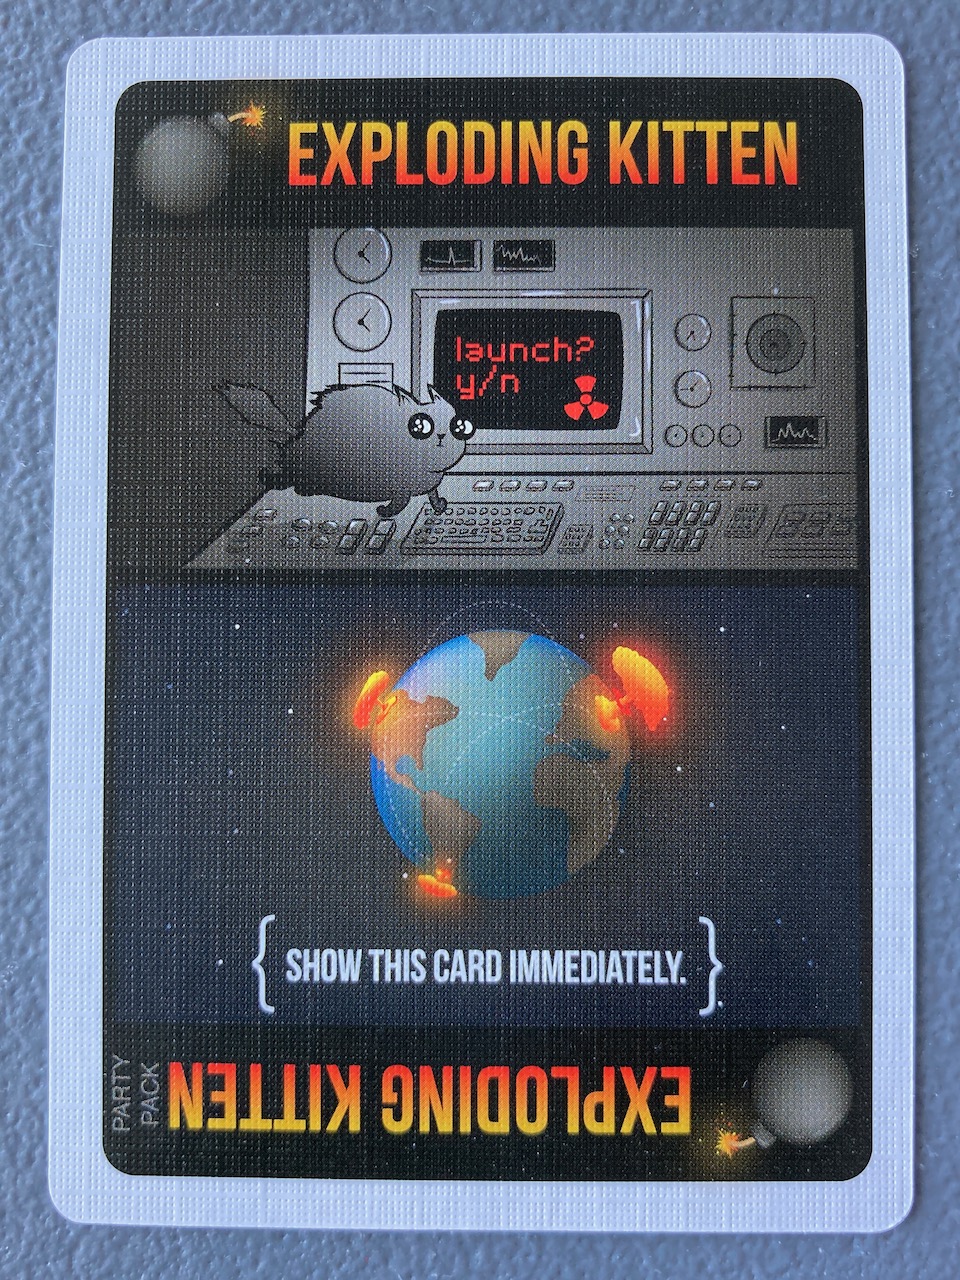 EXPLODING KITTEN
launch?
y/n
{ SHOW THIS CARD IMMEDIATELY. }
PARTY
PACK
EXPLODING KITTEN